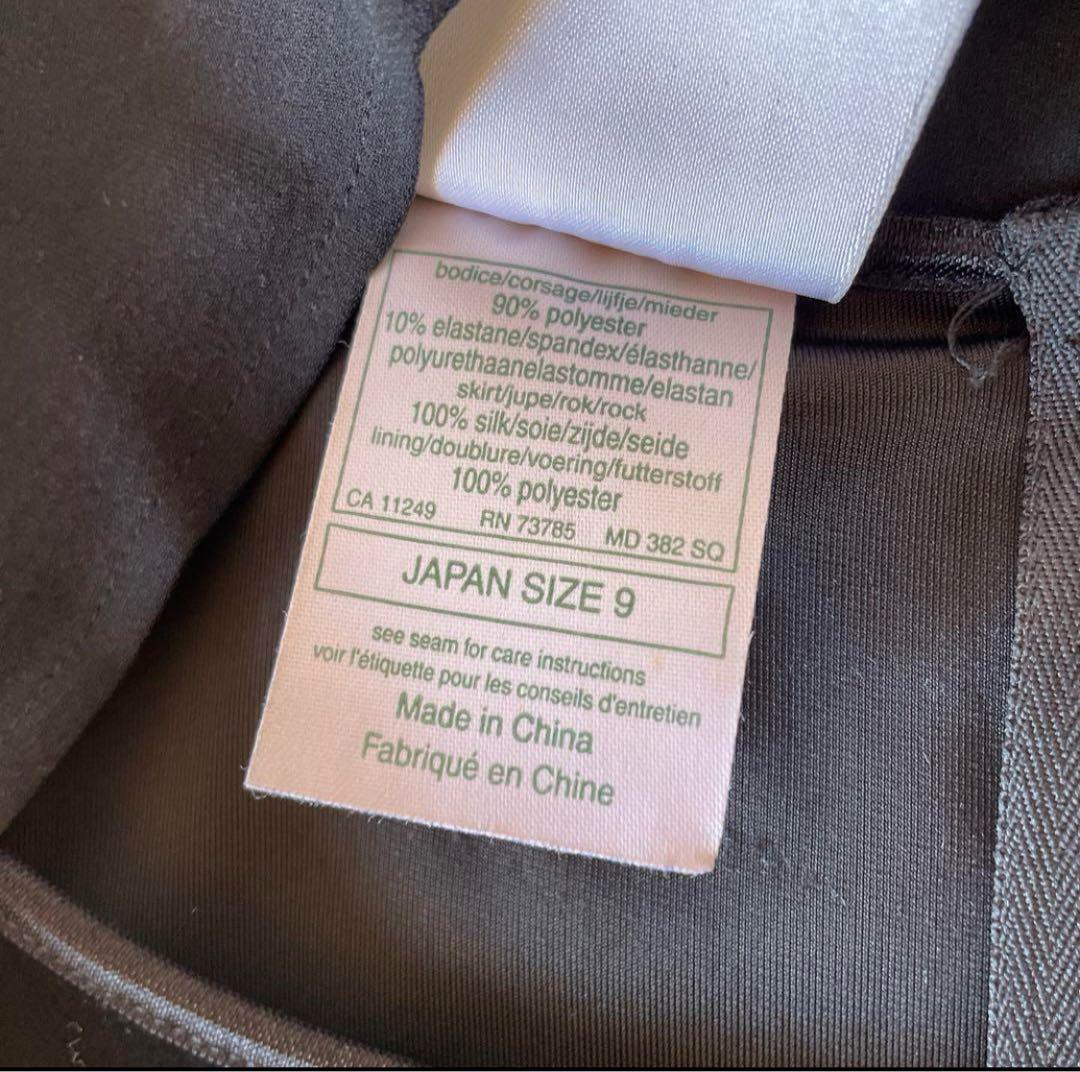 bodice/corsage/lijfje/mieder
90% polyester
10% elastane/spandex/élasthanne/
polyurethaanelastomme/elastan
skirt/jupe/rok/rock
100% silk/soie/zijde/seide
lining/doublure/voering/futterstoff
100% polyester
CA 11249 RN 73785 MD 382 SQ
JAPAN SIZE 9
see seam for care instructions
voir l'étiquette pour les conseils d'entretien
Made in China
Fabriqué en Chine